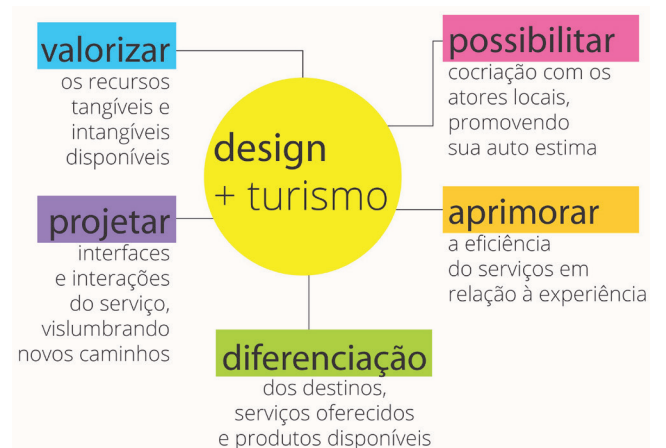 valorizar
os recursos
tangíveis e
intangíveis
disponíveis
possibilitar
cocriação com os
atores locais,
promovendo
sua auto estima
design
+ turismo
projetar
interfaces
e interações
do serviço,
vislumbrando
novos caminhos
aprimorar
a eficiência
do serviços em
relação à experiência
diferenciação
dos destinos,
serviços oferecidos
e produtos disponíveis